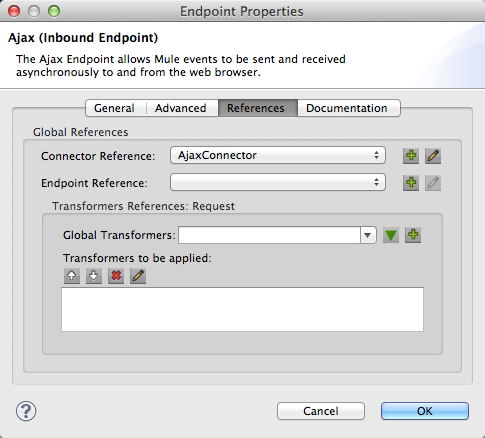 Endpoint Properties
Ajax (Inbound Endpoint)
The Ajax Endpoint allows Mule events to be sent and received
asynchronously to and from the web browser.
General Advanced References Documentation
Global References
Connector Reference: AjaxConnector
Endpoint Reference:
Transformers References: Request
Global Transformers:
Transformers to be applied:
? Cancel OK